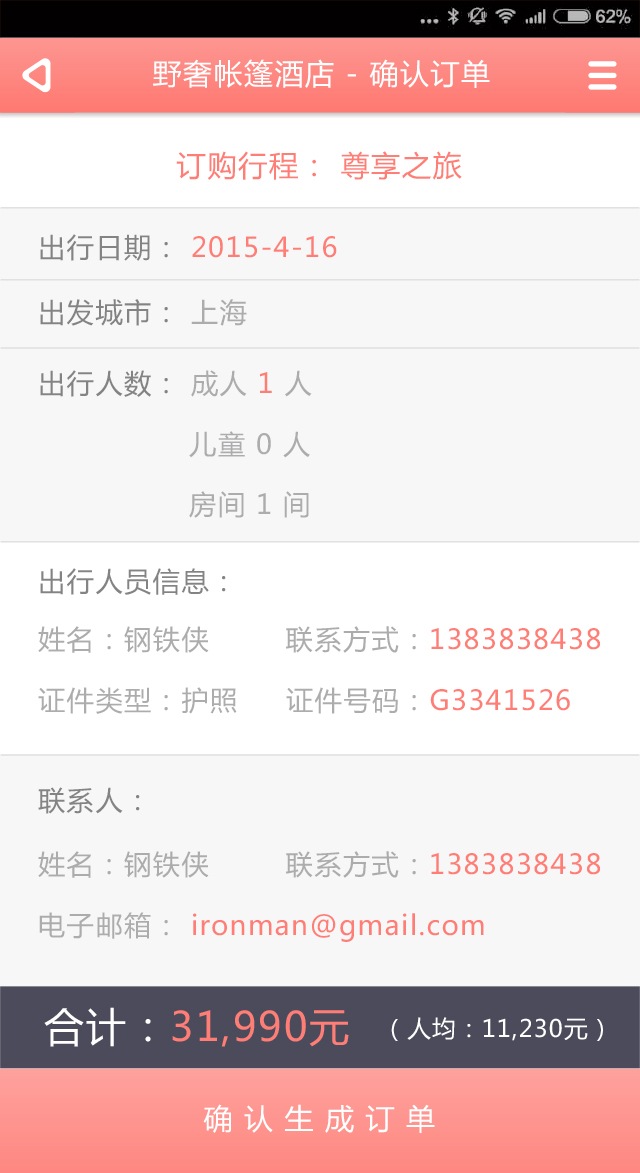 ... 62%
野奢帐篷酒店 - 确认订单
订购行程： 尊享之旅
出行日期： 2015-4-16
出发城市： 上海
出行人数： 成人 1 人
儿童 0 人
房间 1 间
出行人员信息：
姓名：钢铁侠 联系方式：1383838438
证件类型：护照 证件号码：G3341526
联系人：
姓名：钢铁侠 联系方式：1383838438
电子邮箱： ironman@gmail.com
合计：31,990元 （人均：11,230元）
确认生成订单